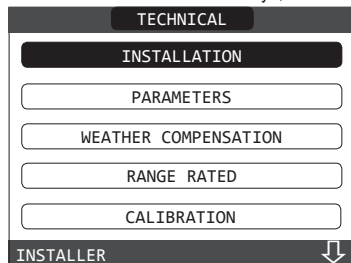 TECHNICAL
INSTALLATION
PARAMETERS
WEATHER COMPENSATION
RANGE RATED
CALIBRATION
INSTALLER